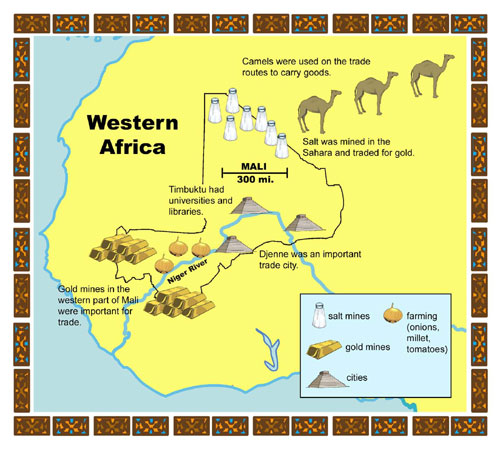 Camels were used on the trade
routes to carry goods.
Western
Africa
Salt was mined in the
Sahara and traded for gold.
MALI
300 mi.
Timbuktu had
universities and
libraries.
Djenne was an important
trade city.
Niger River
Gold mines in the
western part of Mali
were important for
trade.
salt mines
farming
(onions,
millet,
tomatoes)
gold mines
cities